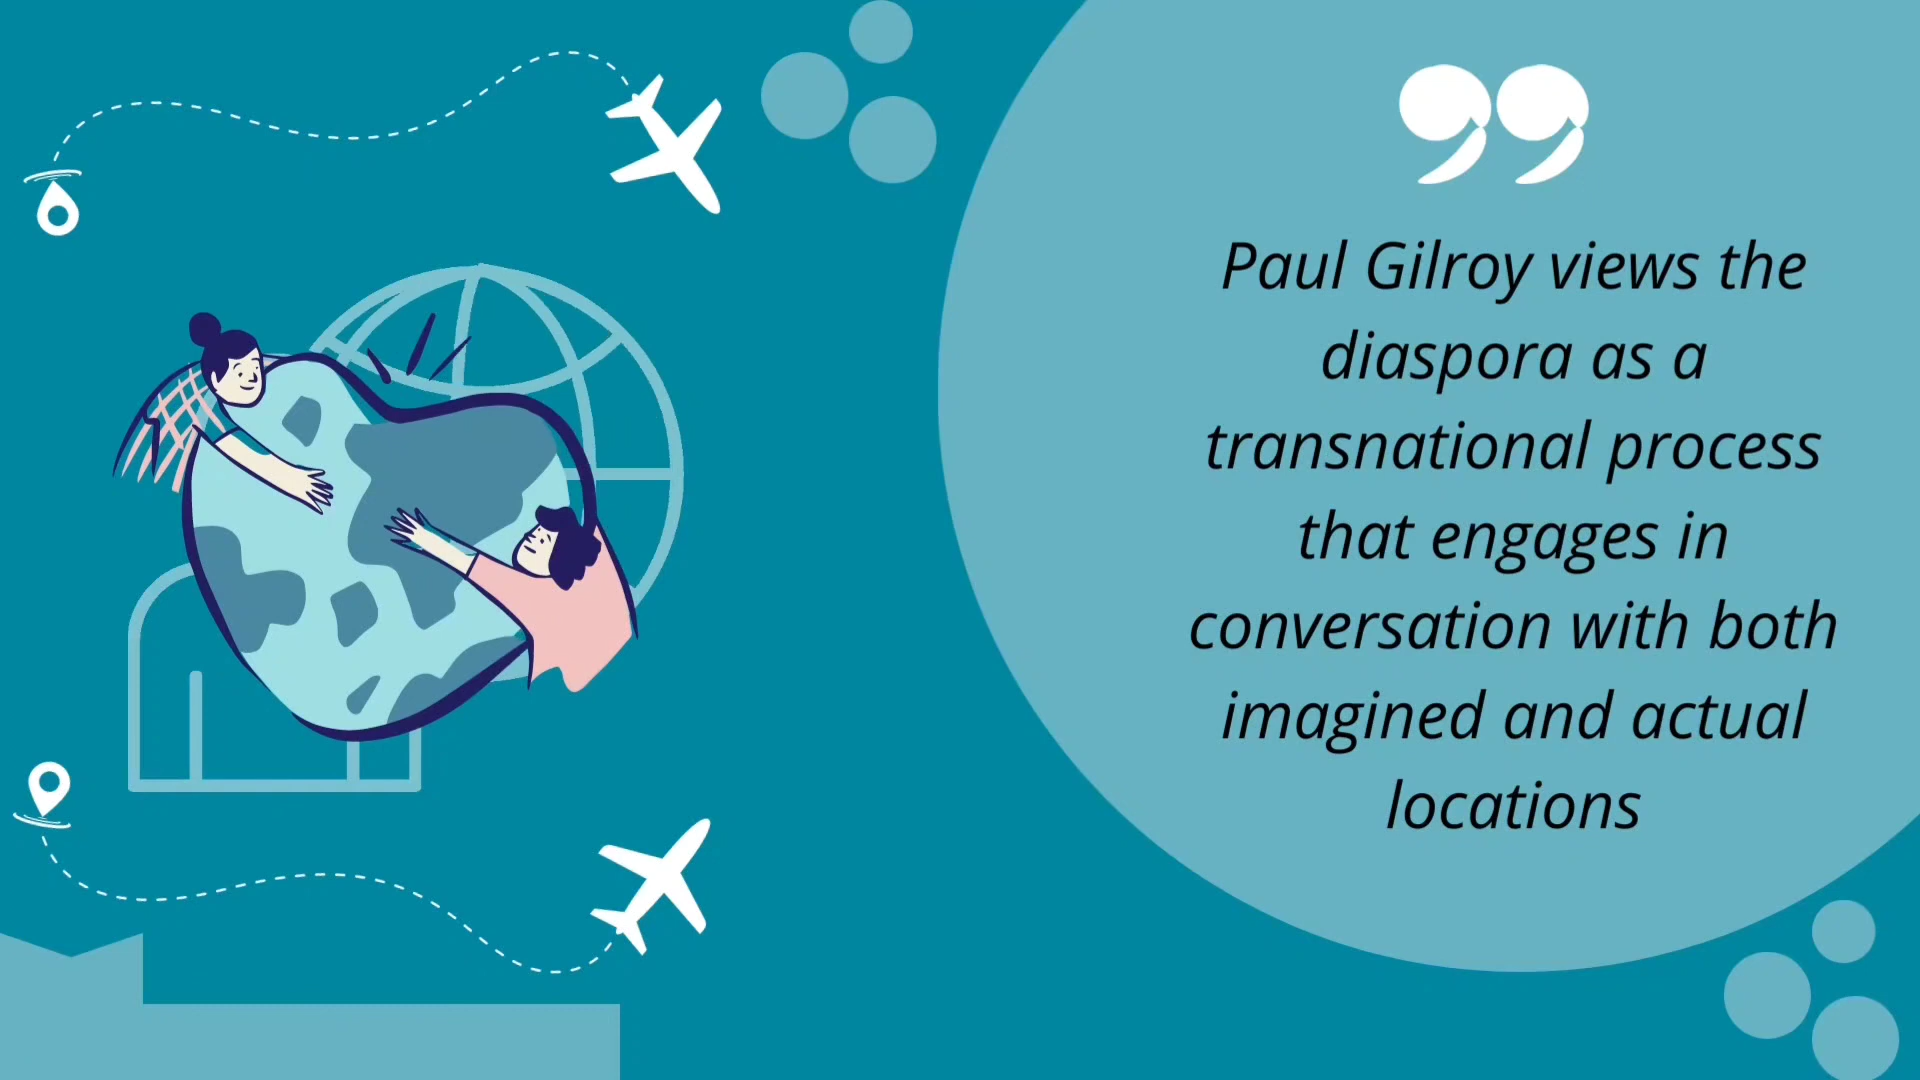 Paul Gilroy views the
diaspora as a
transnational process
that engages in
conversation with both
imagined and actual
locations